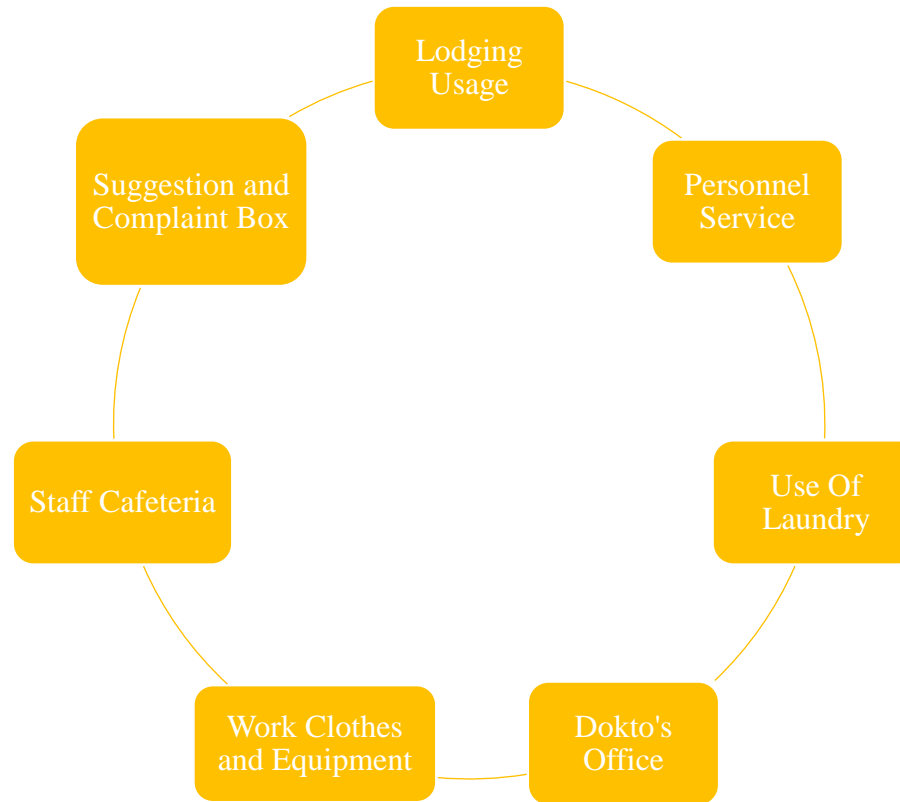 Lodging
Usage
Personnel
Service
Use Of
Laundry
Dokto's
Office
Work Clothes
and Equipment
Staff Cafeteria
Suggestion and
Complaint Box